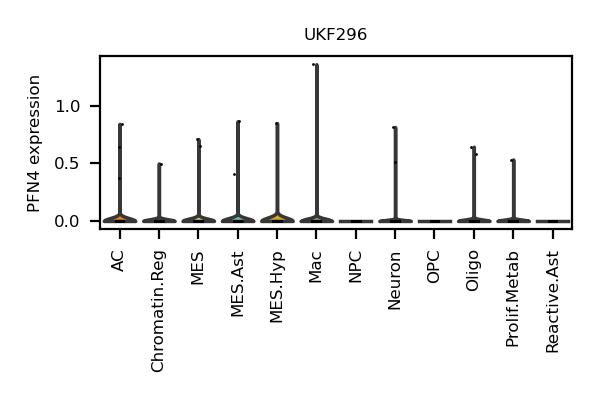 UKF296
PFN4 expression
1.0
0.5
0.0
AC
Chromatin.Reg
MES
MES.Ast
MES.Hyp
Mac
NPC
Neuron
OPC
Oligo
Prolif.Metab
Reactive.Ast